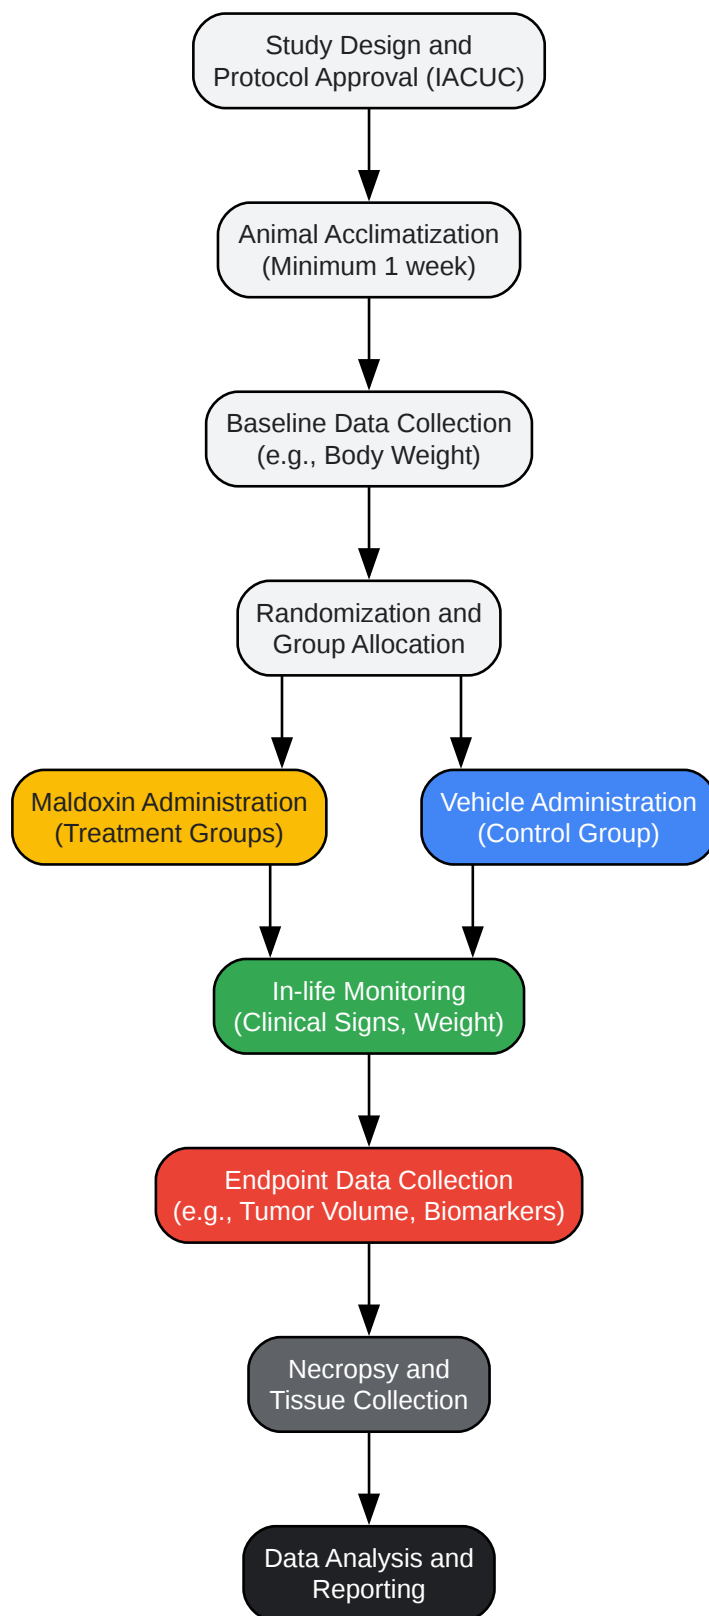 Study Design and
Protocol Approval (IACUC)
Animal Acclimatization
(Minimum 1 week)
Baseline Data Collection
(e.g., Body Weight)
Randomization and
Group Allocation
Maldoxin Administration
(Treatment Groups)
Vehicle Administration
(Control Group)
In-life Monitoring
(Clinical Signs, Weight)
Endpoint Data Collection
(e.g., Tumor Volume, Biomarkers)
Necropsy and
Tissue Collection
Data Analysis and
Reporting